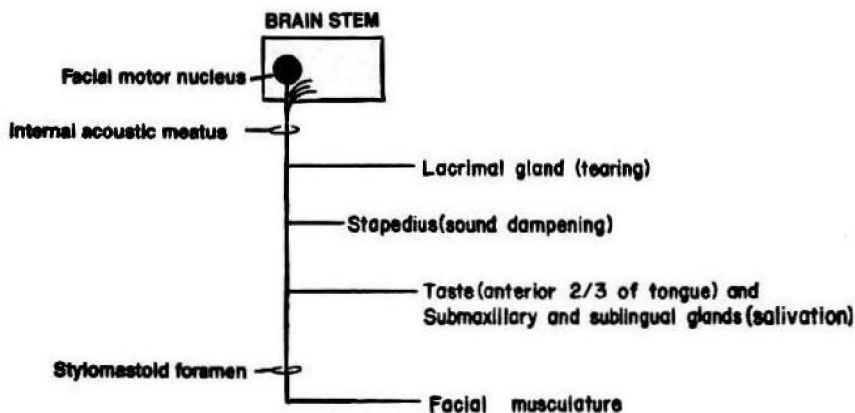 BRAIN STEM
Facial motor nucleus
Internal acoustic meatus
Lacrimal gland (tearing)
Stapedius(sound dampening)
Taste(anterior 2/3 of tongue) and
Submaxillary and sublingual glands(salivation)
Stylomastoid foramen
Facial musculature